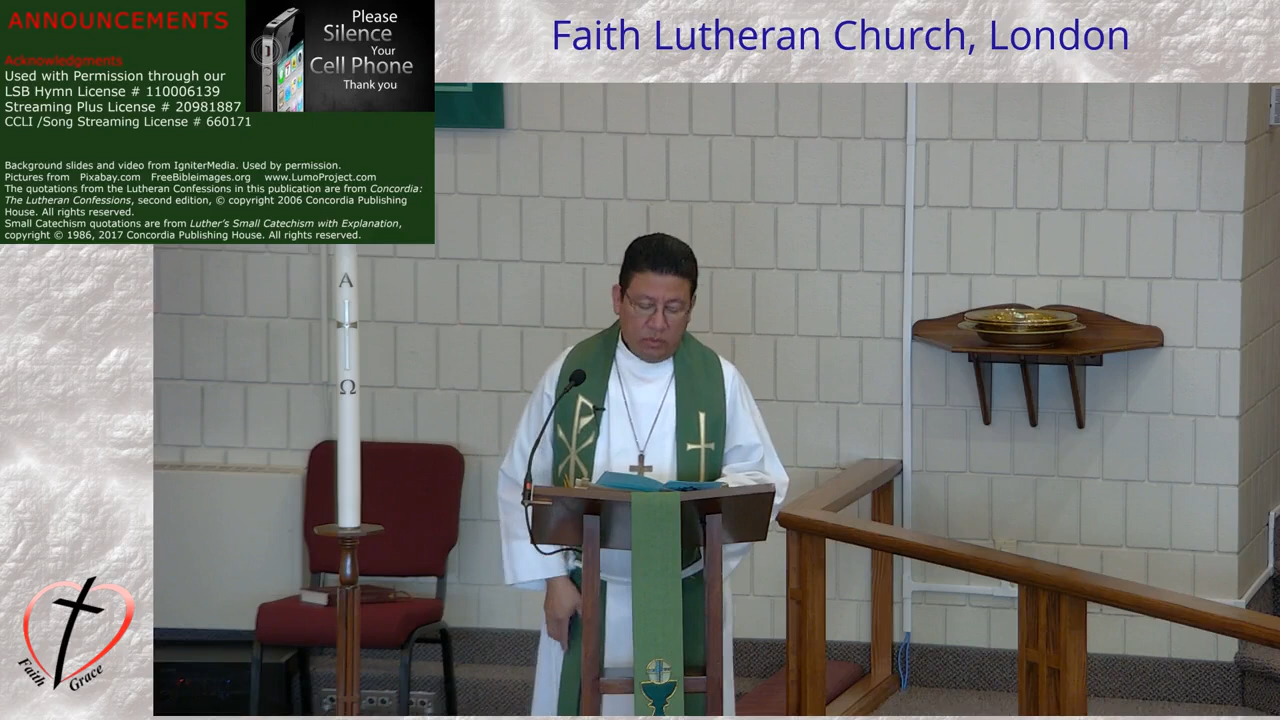 ANNOUNCEMENTS
Acknowledgments
Used with Permission through our
LSB Hymn License # 110006139
Streaming Plus License # 20981887
CCLI /Song Streaming License # 660171
Background slides and video from IgniterMedia. Used by permission.
Pictures from Pixabay.com FreeBibleimages.org www.LumoProject.com
The quotations from the Lutheran Confessions in this publication are from Concordia:
The Lutheran Confessions, second edition, © copyright 2006 Concordia Publishing
House. All rights reserved.
Small Catechism quotations are from Luther's Small Catechism with Explanation,
copyright © 1986, 2017 Concordia Publishing House. All rights reserved.
Please
Silence
Your
Cell Phone
Thank you
Faith Lutheran Church, London
Α
Ω
Faith Grace